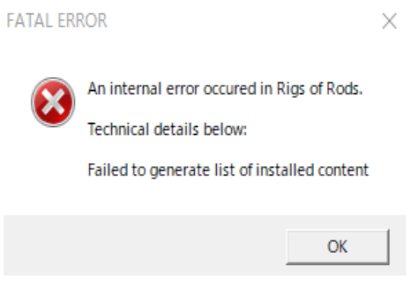 FATAL ERROR
An internal error occured in Rigs of Rods.
Technical details below:
Failed to generate list of installed content
OK